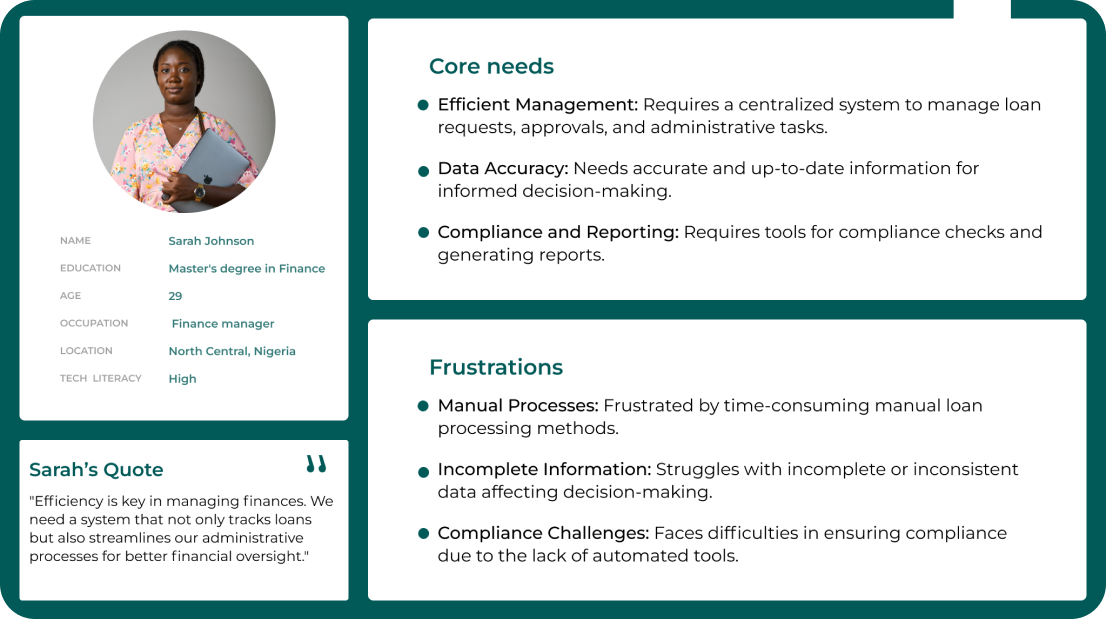 NAME Sarah Johnson
EDUCATION Master's degree in Finance
AGE 29
OCCUPATION Finance manager
LOCATION North Central, Nigeria
TECH LITERACY High
Sarah’s Quote
"Efficiency is key in managing finances. We
need a system that not only tracks loans
but also streamlines our administrative
processes for better financial oversight."
Core needs
Efficient Management: Requires a centralized system to manage loan
requests, approvals, and administrative tasks.
Data Accuracy: Needs accurate and up-to-date information for
informed decision-making.
Compliance and Reporting: Requires tools for compliance checks and
generating reports.
Frustrations
Manual Processes: Frustrated by time-consuming manual loan
processing methods.
Incomplete Information: Struggles with incomplete or inconsistent
data affecting decision-making.
Compliance Challenges: Faces difficulties in ensuring compliance
due to the lack of automated tools.